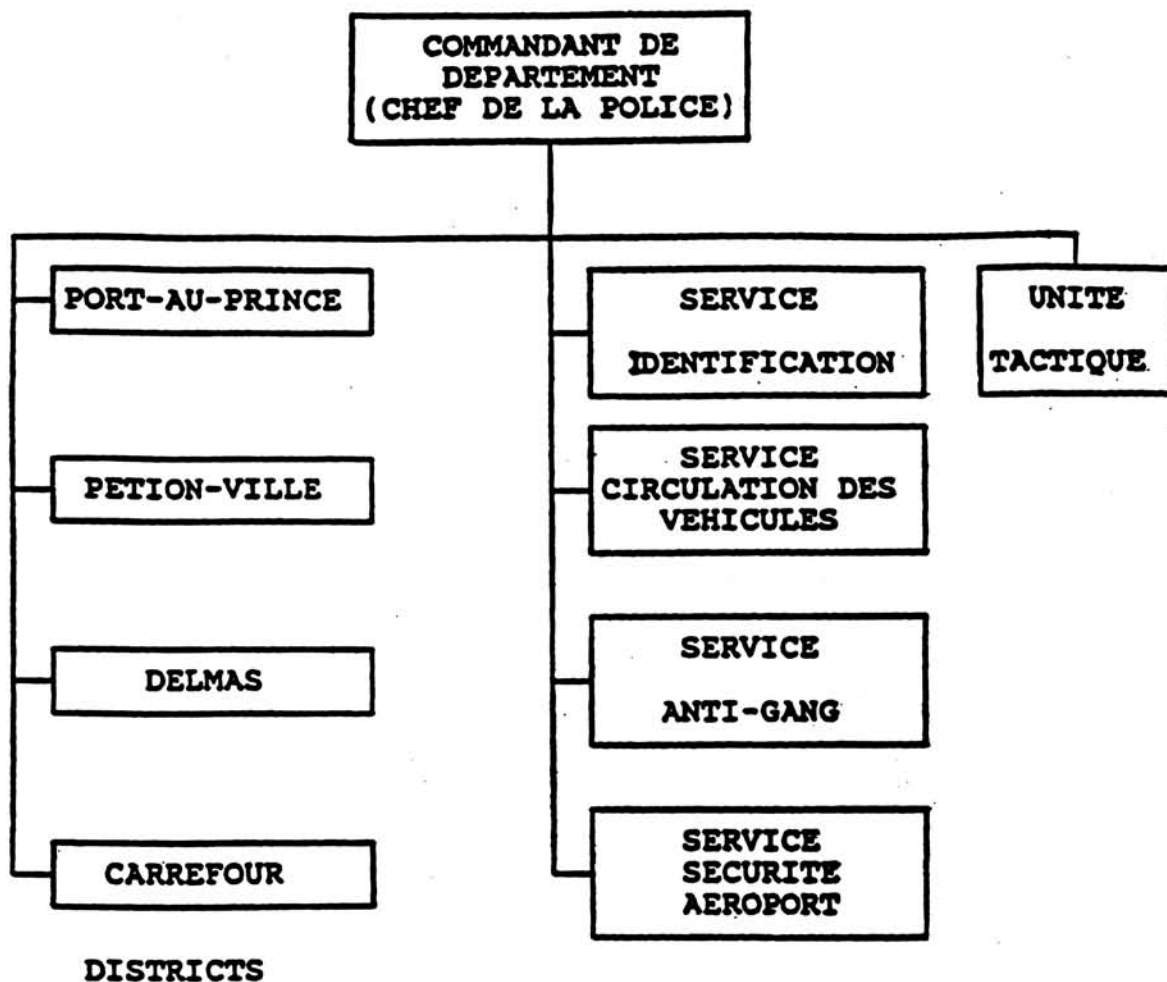 COMMANDANT DE
DEPARTEMENT
(CHEF DE LA POLICE)
PORT-AU-PRINCE
PETION-VILLE
DELMAS
CARREFOUR
DISTRICTS
SERVICE
IDENTIFICATION
SERVICE
CIRCULATION DES
VEHICULES
SERVICE
ANTI-GANG
SERVICE
SECURITE
AEROPORT
UNITE
TACTIQUE